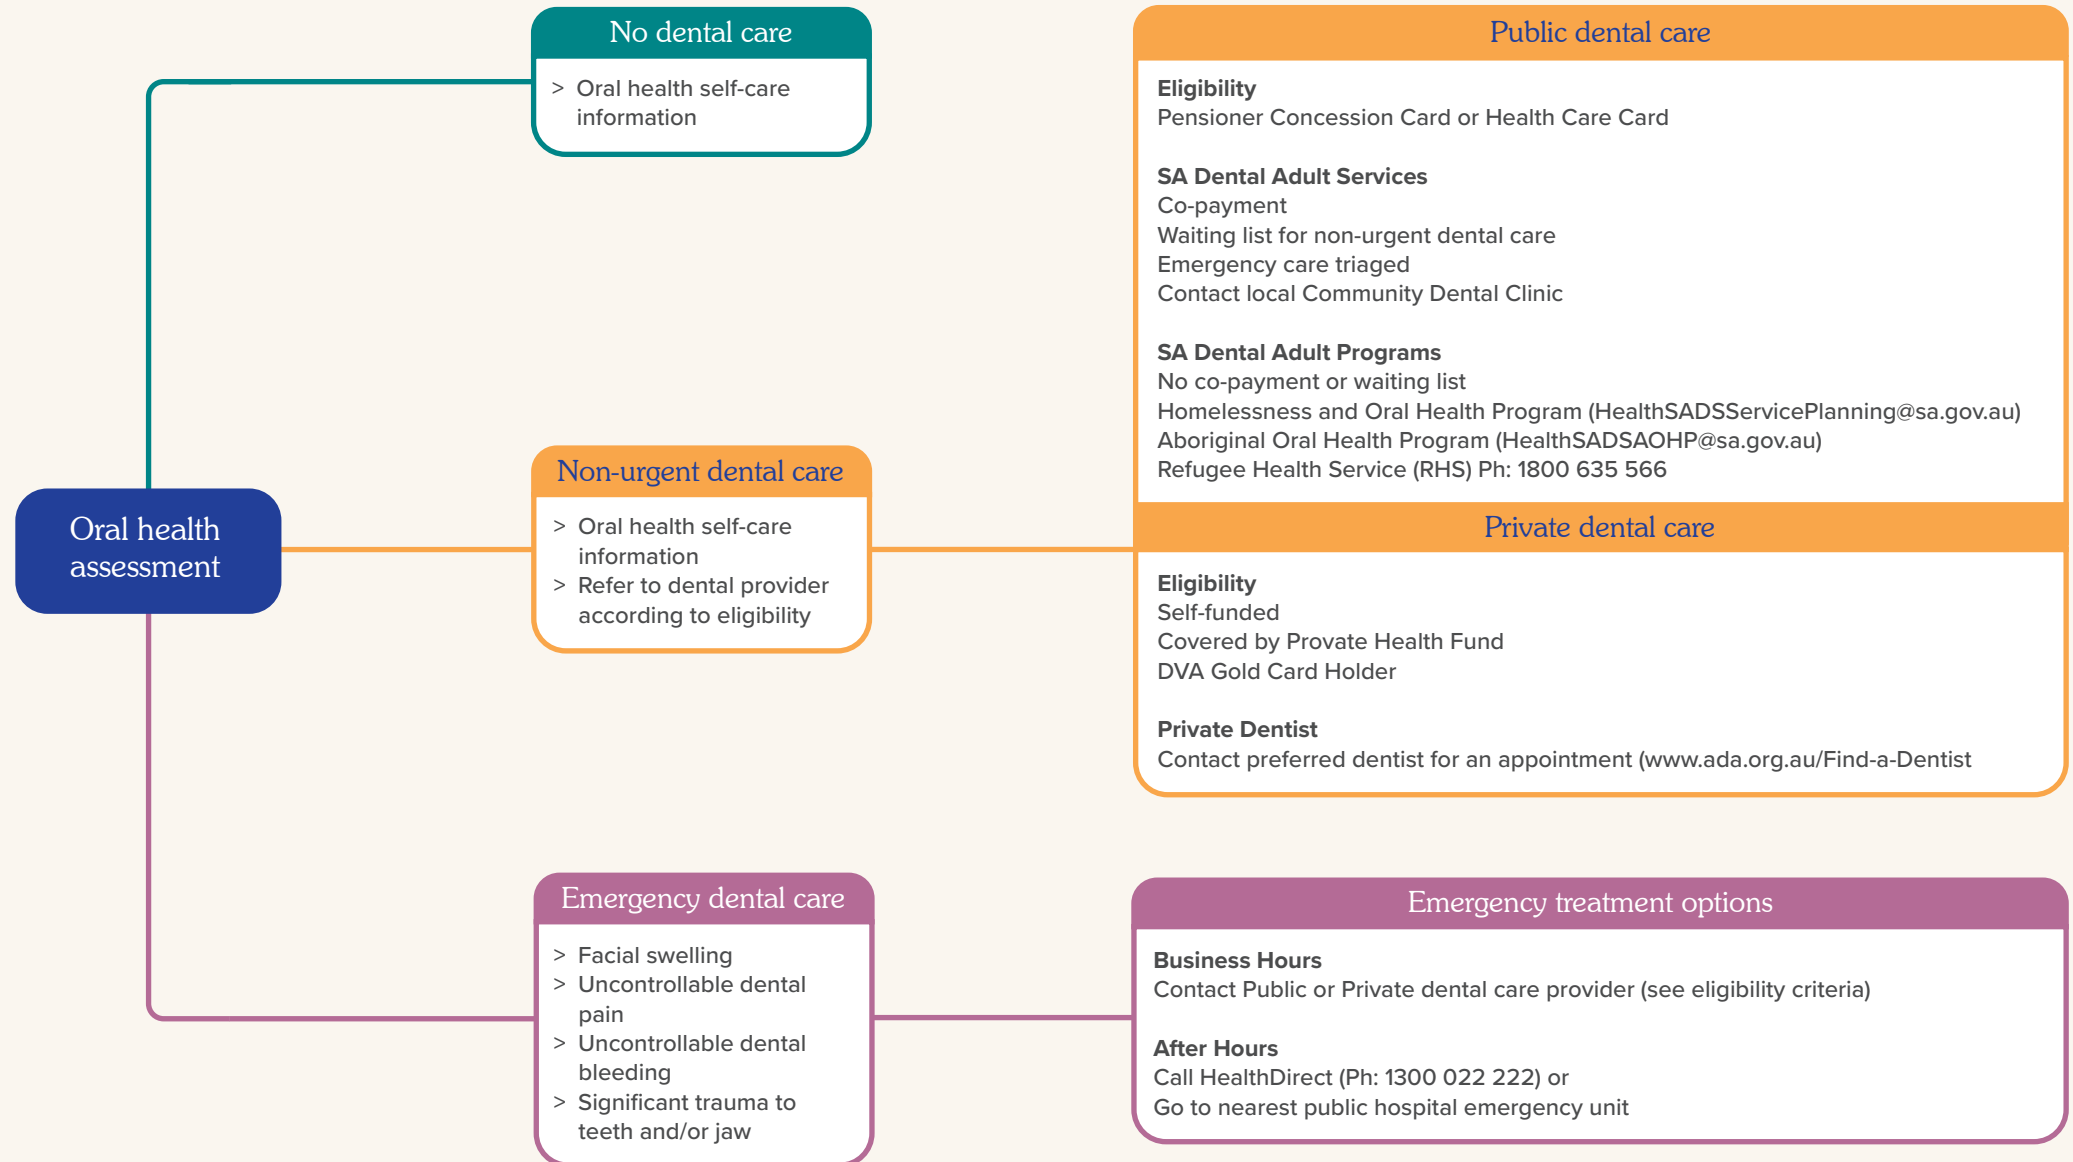 No dental care
> Oral health self-care
information
Public dental care
Eligibility
Pensioner Concession Card or Health Care Card
SA Dental Adult Services
Co-payment
Waiting list for non-urgent dental care
Emergency care triaged
Contact local Community Dental Clinic
SA Dental Adult Programs
No co-payment or waiting list
Homelessness and Oral Health Program (HealthSADSServicePlanning@sa.gov.au)
Aboriginal Oral Health Program (HealthSADSAOHP@sa.gov.au)
Refugee Health Service (RHS) Ph: 1800 635 566
Oral health
assessment
Non-urgent dental care
> Oral health self-care
information
> Refer to dental provider
according to eligibility
Private dental care
Eligibility
Self-funded
Covered by Provate Health Fund
DVA Gold Card Holder
Private Dentist
Contact preferred dentist for an appointment (www.ada.org.au/Find-a-Dentist
Emergency dental care
> Facial swelling
> Uncontrollable dental
pain
> Uncontrollable dental
bleeding
> Significant trauma to
teeth and/or jaw
Emergency treatment options
Business Hours
Contact Public or Private dental care provider (see eligibility criteria)
After Hours
Call HealthDirect (Ph: 1300 022 222) or
Go to nearest public hospital emergency unit